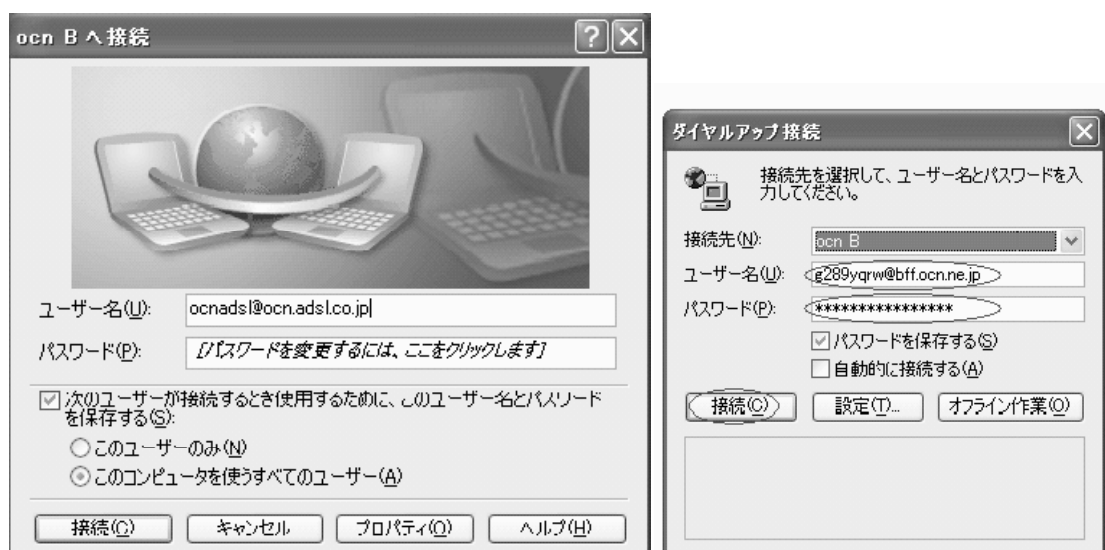 ocn B へ接続
ユーザー名(U):
ocnadsl@ocn.adsl.co.jp
パスワード(P):
[パスワードを変更するには、ここをクリックします]
次のユーザーが接続するとき使用するために、このユーザー名とパスワード
を保存する(S):
このユーザーのみ(N)
このコンピュータを使うすべてのユーザー(A)
接続(C)
キャンセル
プロパティ(O)
ヘルプ(H)
ダイヤルアップ接続
接続先を選択して、ユーザー名とパスワードを入
力してください。
接続先(N):
ocn B
ユーザー名(U):
g289yqrw@bff.ocn.ne.jp
パスワード(P):
****************
パスワードを保存する(S)
自動的に接続する(A)
接続(C)
設定(T)...
オフライン作業(O)